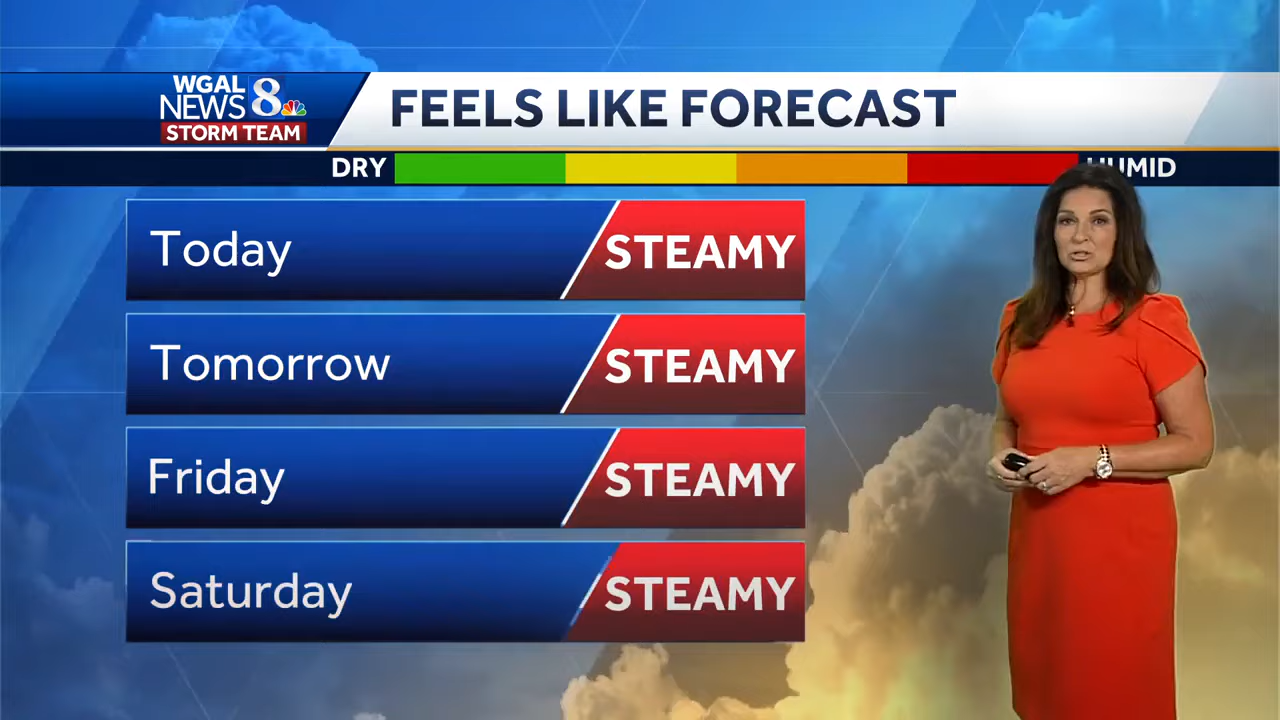 WGAL
NEWS 8
STORM TEAM
FEELS LIKE FORECAST
DRY
HUMID
Today
STEAMY
Tomorrow
STEAMY
Friday
STEAMY
Saturday
STEAMY